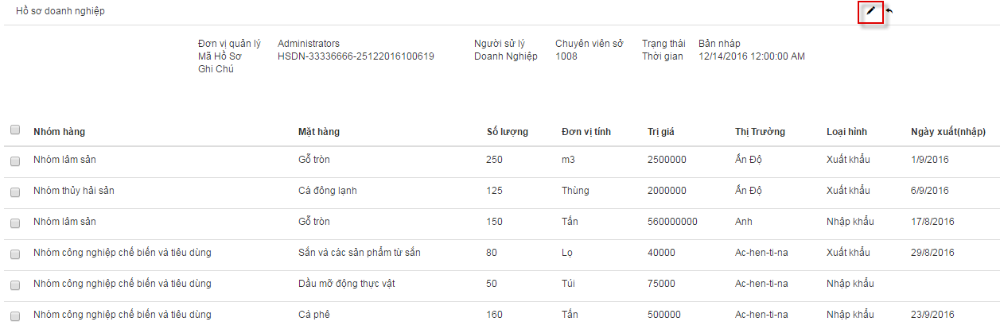 Hồ sơ doanh nghiệp
Đơn vị quản lý Administrators Người sử lý Chuyên viên sở Trạng thái Bản nháp
Mã Hồ Sơ HSDN-33336666-25122016100619 Doanh Nghiệp 1008 Thời gian 12/14/2016 12:00:00 AM
Ghi Chú
Nhóm hàng Mặt hàng Số lượng Đơn vị tính Trị giá Thị Trường Loại hình Ngày xuất(nhập)
Nhóm lâm sản Gỗ tròn 250 m3 2500000 Ấn Độ Xuất khẩu 1/9/2016
Nhóm thủy hải sản Cá đông lạnh 125 Thùng 2000000 Ấn Độ Xuất khẩu 6/9/2016
Nhóm lâm sản Gỗ tròn 150 Tấn 560000000 Anh Nhập khẩu 17/8/2016
Nhóm công nghiệp chế biến và tiêu dùng Sắn và các sản phẩm từ sắn 80 Lọ 40000 Ac-hen-ti-na Xuất khẩu 29/8/2016
Nhóm công nghiệp chế biến và tiêu dùng Dầu mỡ động thực vật 50 Túi 75000 Ac-hen-ti-na Nhập khẩu
Nhóm công nghiệp chế biến và tiêu dùng Cà phê 160 Tấn 500000 Ac-hen-ti-na Nhập khẩu 23/9/2016